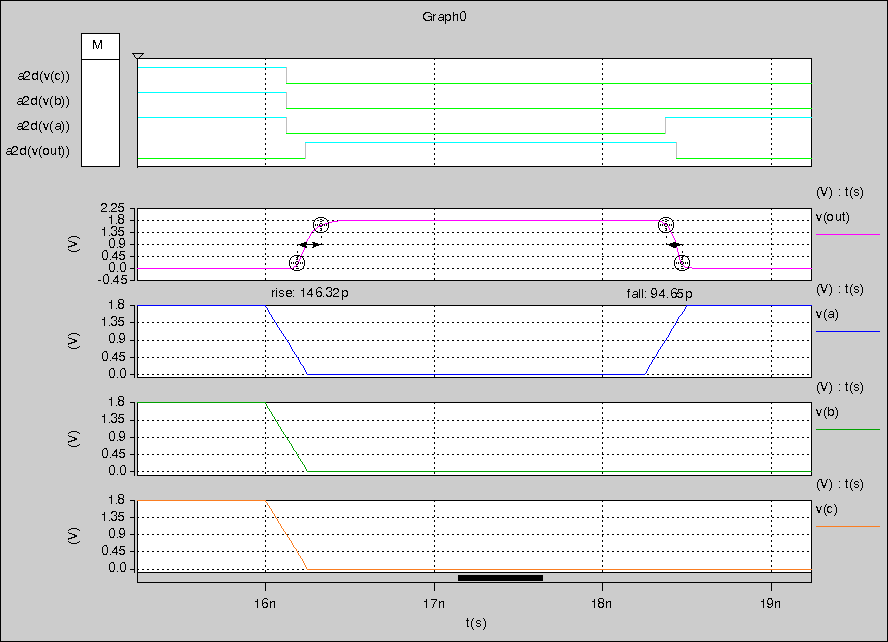 Graph0
M
a2d(v(c))
a2d(v(b))
a2d(v(a))
a2d(v(out))
(V) : t(s)
v(out)
(V)
2.25
1.8
1.35
0.9
0.45
0.0
-0.45
rise: 146.32p
fall: 94.65p
(V) : t(s)
v(a)
(V)
1.8
1.35
0.9
0.45
0.0
(V) : t(s)
v(b)
(V)
1.8
1.35
0.9
0.45
0.0
(V) : t(s)
v(c)
(V)
1.8
1.35
0.9
0.45
0.0
16n
17n
18n
19n
t(s)